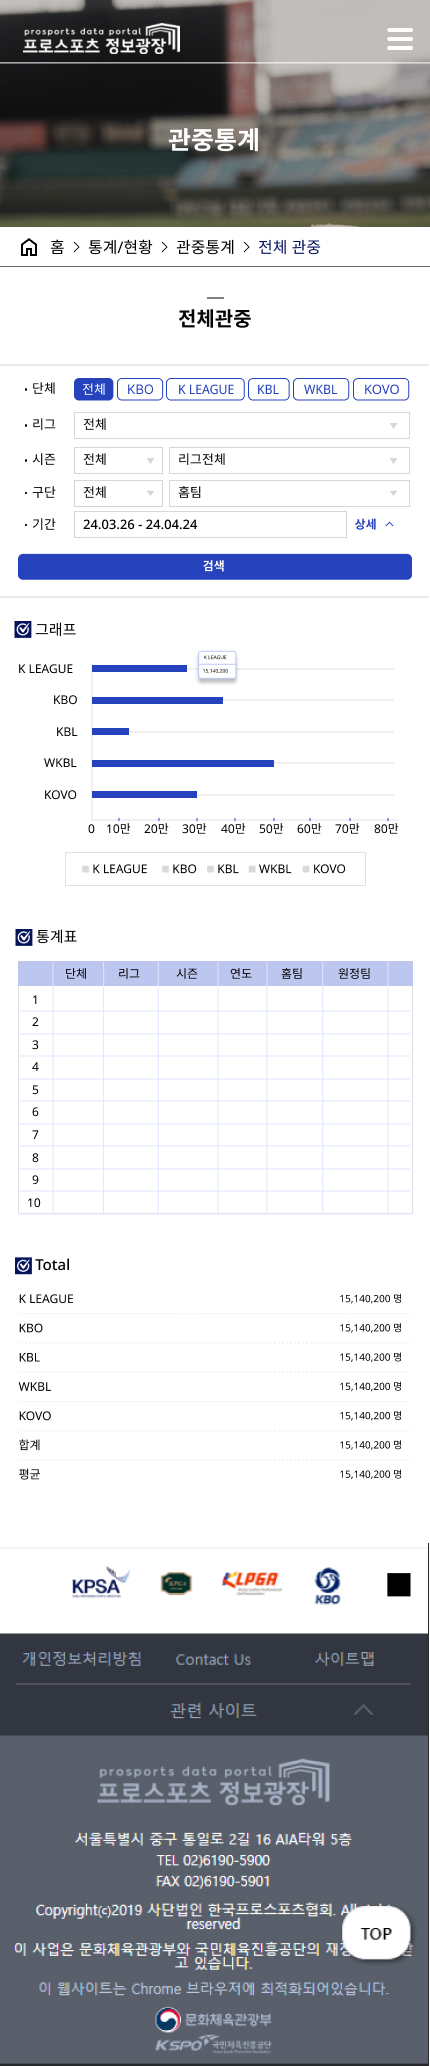 prosports data portal
프로스포츠 정보광장
관중통계
홈 > 통계/현황 > 관중통계 > 전체 관중
전체관중
· 단체 전체 KBO K LEAGUE KBL WKBL KOVO
· 리그 전체
· 시즌 전체 리그전체
· 구단 전체 홈팀
· 기간 24.03.26 - 24.04.24 상세
검색
그래프
K LEAGUE
15,140,200
K LEAGUE
KBO
KBL
WKBL
KOVO
0 10만 20만 30만 40만 50만 60만 70만 80만
K LEAGUE KBO KBL WKBL KOVO
통계표
단체 리그 시즌 연도 홈팀 원정팀
1
2
3
4
5
6
7
8
9
10
Total
K LEAGUE 15,140,200 명
KBO 15,140,200 명
KBL 15,140,200 명
WKBL 15,140,200 명
KOVO 15,140,200 명
합계 15,140,200 명
평균 15,140,200 명
KPSA KPGA KLPGA KBO
개인정보처리방침 Contact Us 사이트맵
관련 사이트
prosports data portal
프로스포츠 정보광장
서울특별시 중구 통일로 2길 16 AIA타워 5층
TEL 02)6190-5900
FAX 02)6190-5901
Copyright(c)2019 사단법인 한국프로스포츠협회. All
reserved
TOP
이 사업은 문화체육관광부와 국민체육진흥공단의
고 있습니다.
이 웹사이트는 Chrome 브라우저에 최적화되어있습니다.
문화체육관광부
KSPO 국민체육진흥공단